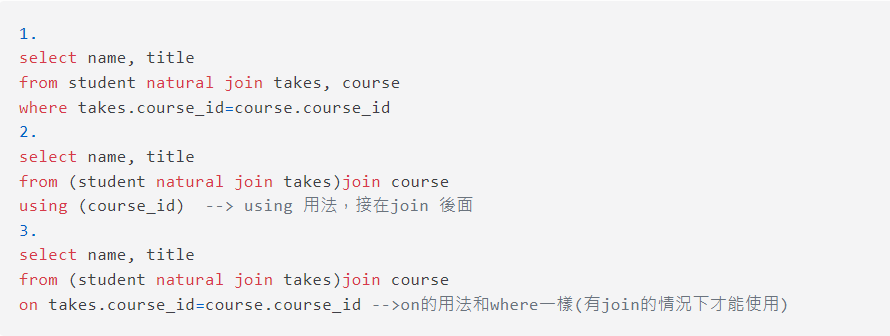 1.
select name, title
from student natural join takes, course
where takes.course_id=course.course_id
2.
select name, title
from (student natural join takes)join course
using (course_id)  --> using 用法，接在join 後面
3.
select name, title
from (student natural join takes)join course
on takes.course_id=course.course_id -->on的用法和where一樣(有join的情況下才能使用)